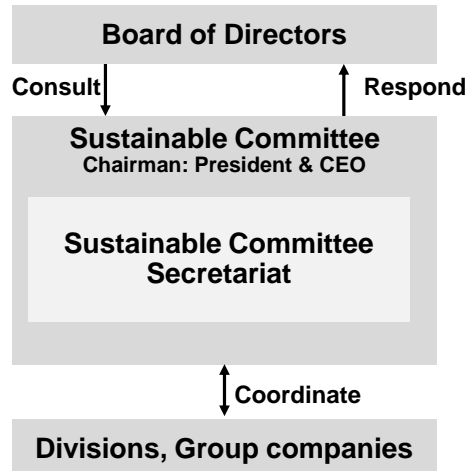 Board of Directors
Consult
Respond
Sustainable Committee
Chairman: President & CEO
Sustainable Committee
Secretariat
Coordinate
Divisions, Group companies